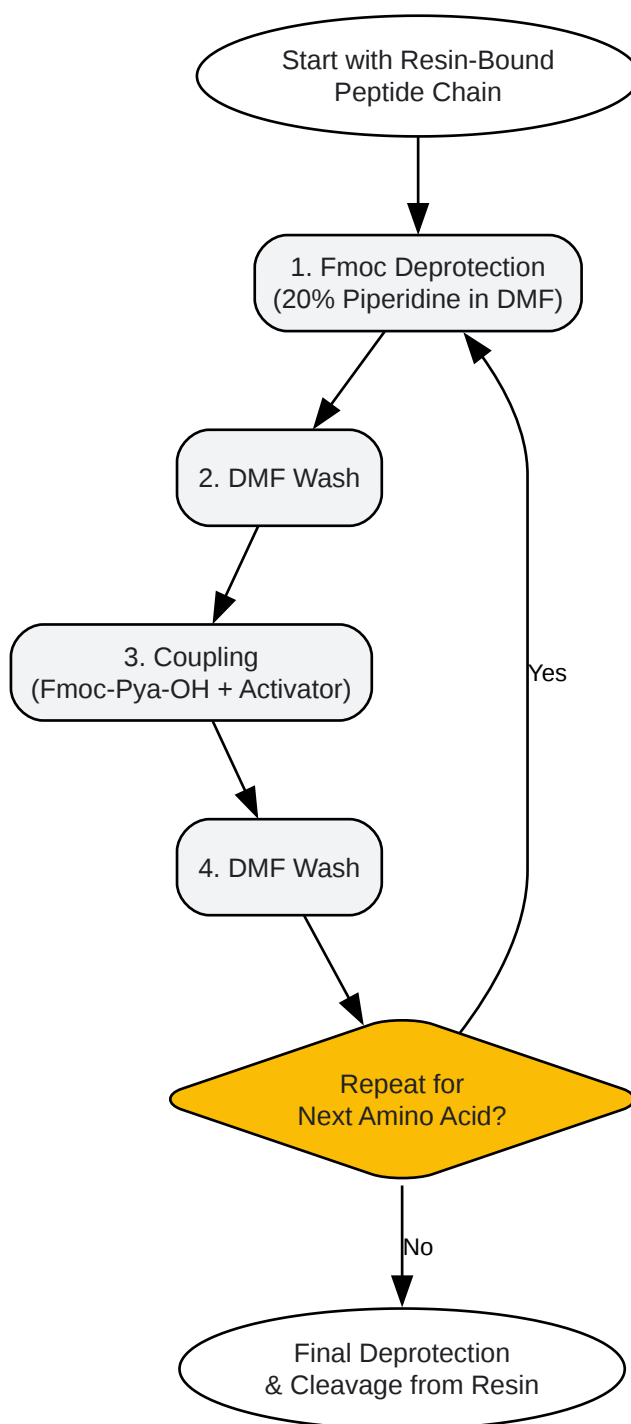 Start with Resin-Bound
Peptide Chain
1. Fmoc Deprotection
(20% Piperidine in DMF)
2. DMF Wash
3. Coupling
(Fmoc-Pya-OH + Activator)
Yes
4. DMF Wash
Repeat for
Next Amino Acid?
No
Final Deprotection
& Cleavage from Resin